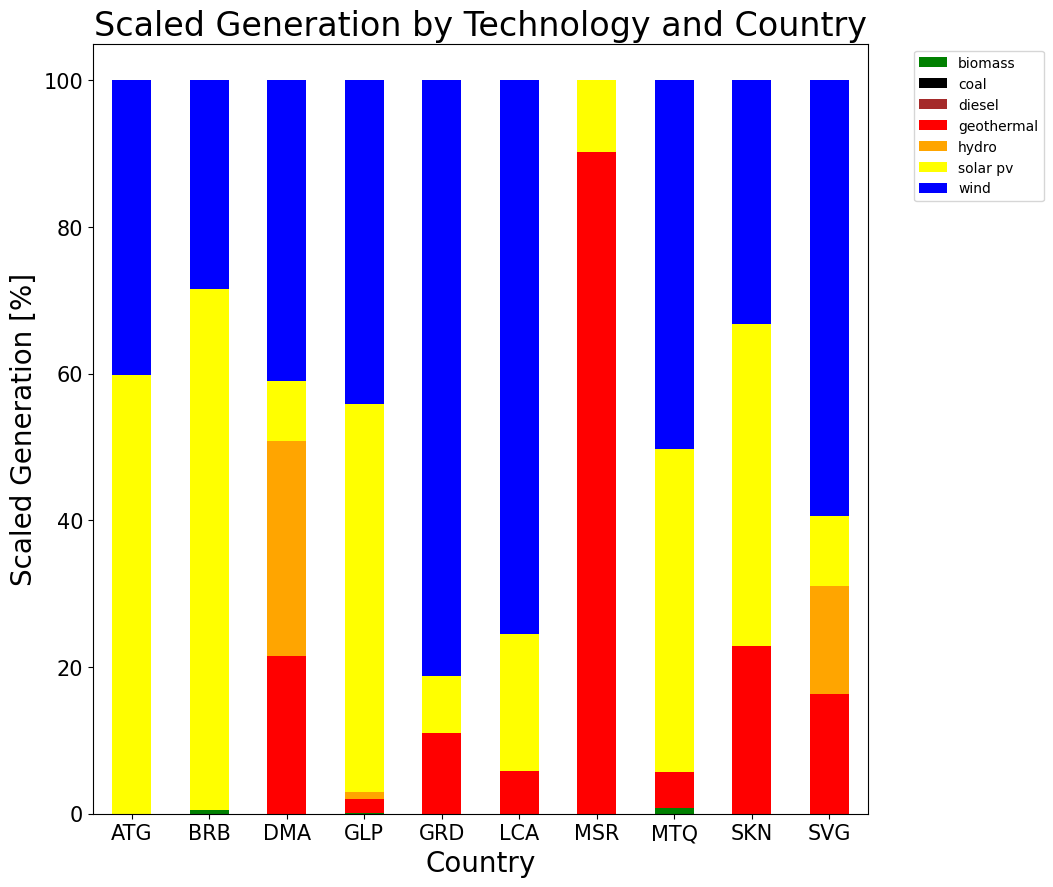 Scaled Generation by Technology and Country
Scaled Generation [%]
100
80
60
40
20
0
ATG BRB DMA GLP GRD LCA MSR MTQ SKN SVG
Country
biomass
coal
diesel
geothermal
hydro
solar pv
wind